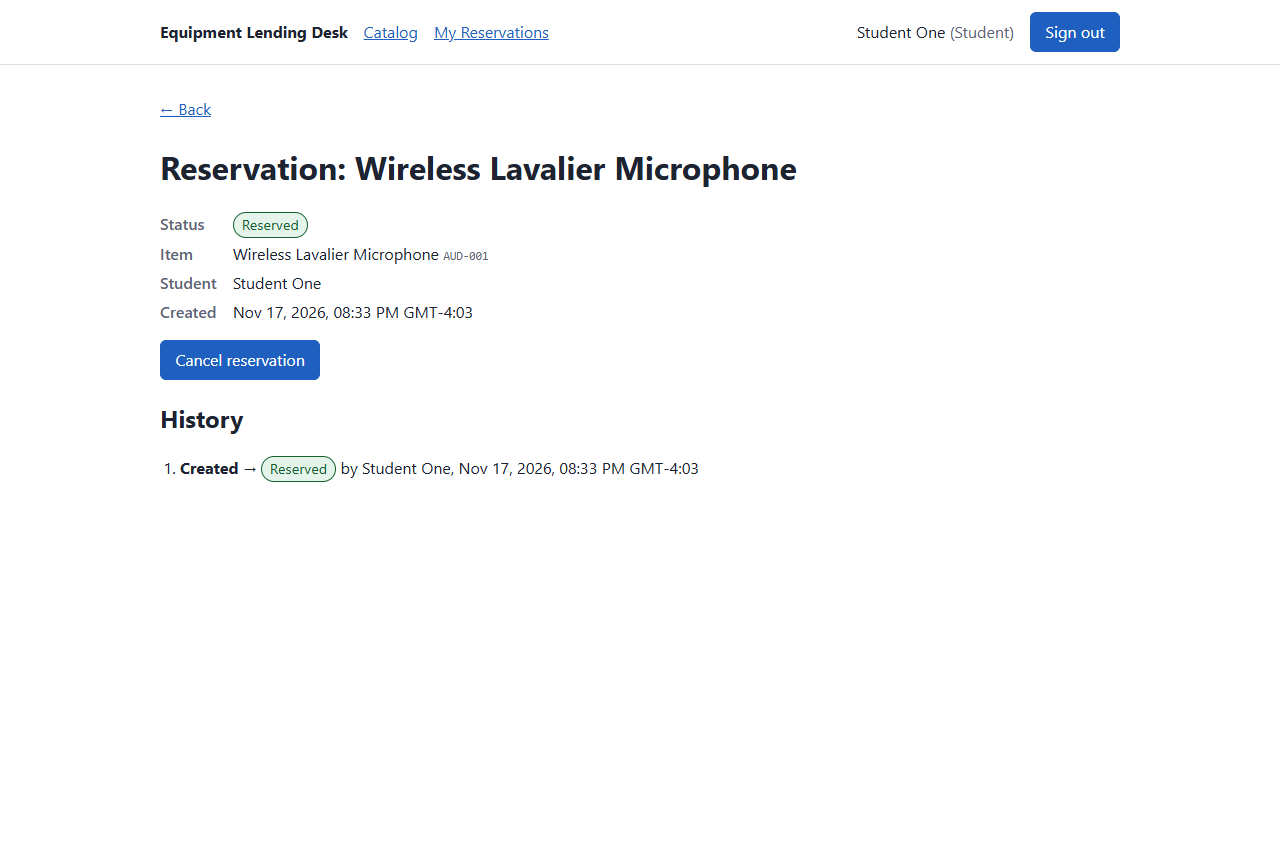 Equipment Lending Desk Catalog My Reservations Student One (Student) Sign out
← Back
Reservation: Wireless Lavalier Microphone
Status Reserved
Item Wireless Lavalier Microphone AUD-001
Student Student One
Created Nov 17, 2026, 08:33 PM GMT-4:03
Cancel reservation
History
1. Created → Reserved by Student One, Nov 17, 2026, 08:33 PM GMT-4:03